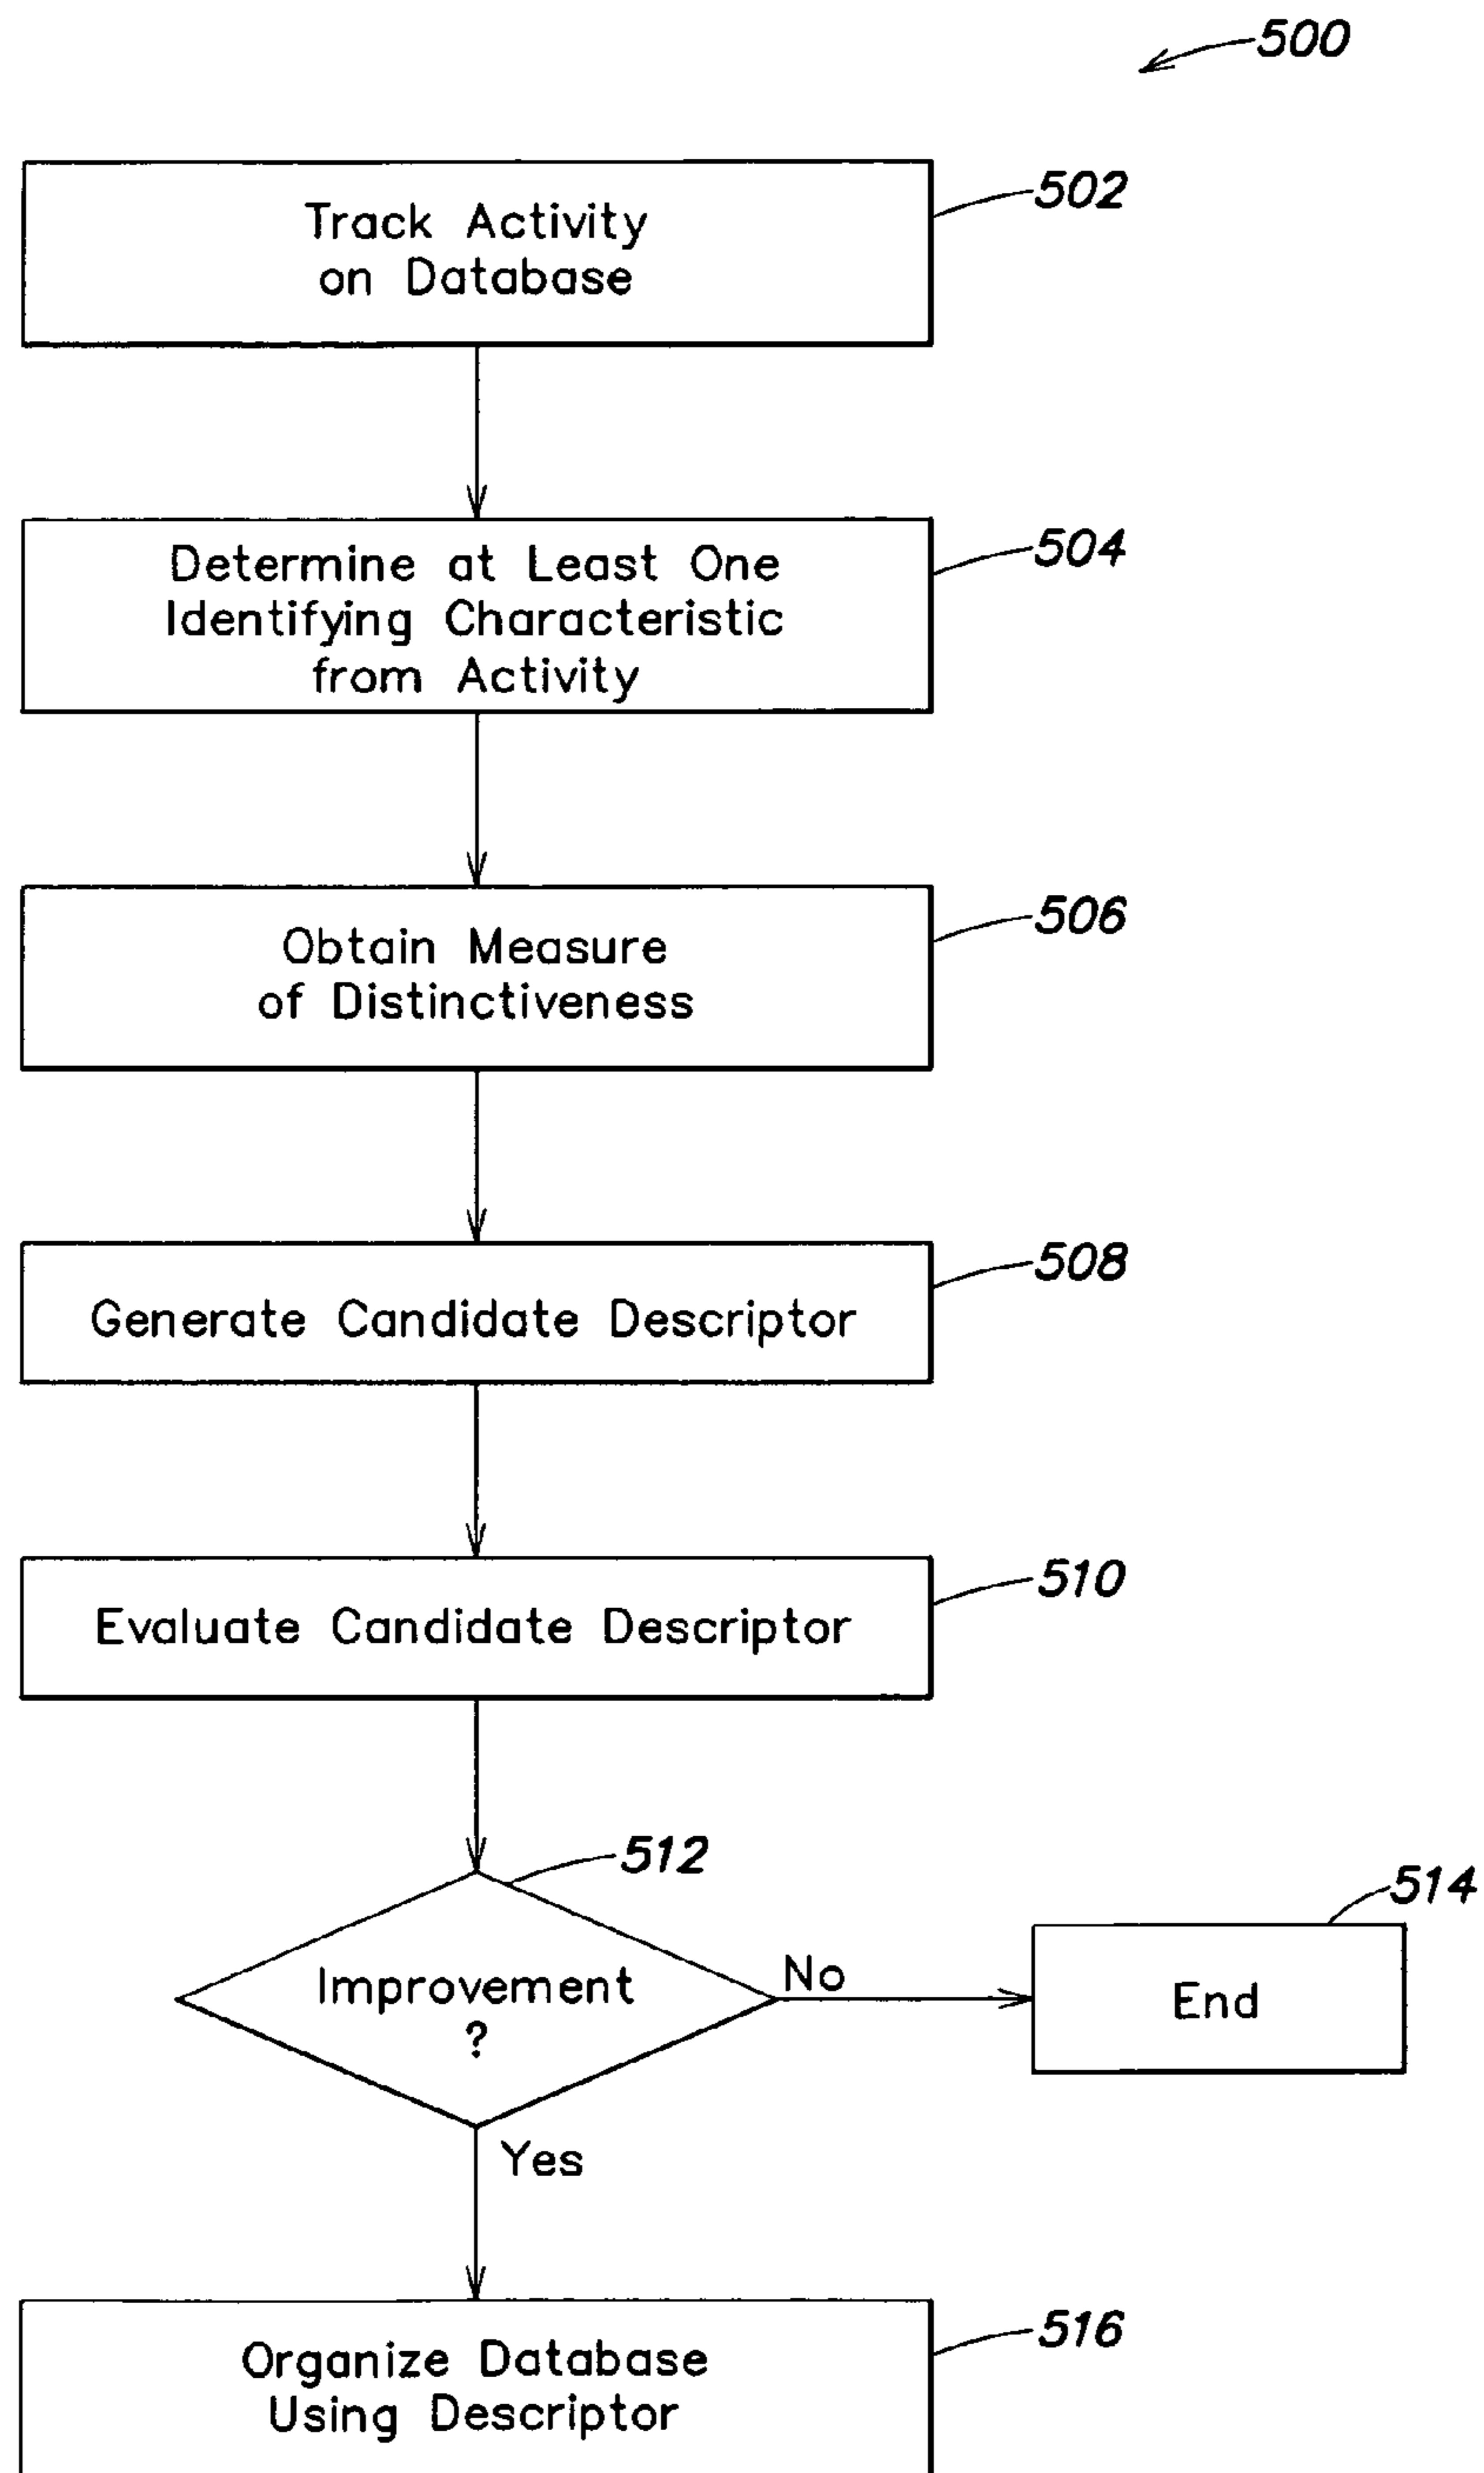 500
502
Track Activity
on Database
504
Determine at Least One
Identifying Characteristic
from Activity
506
Obtain Measure
of Distinctiveness
508
Generate Candidate Descriptor
510
Evaluate Candidate Descriptor
512
514
Improvement
?
No
End
Yes
516
Organize Database
Using Descriptor